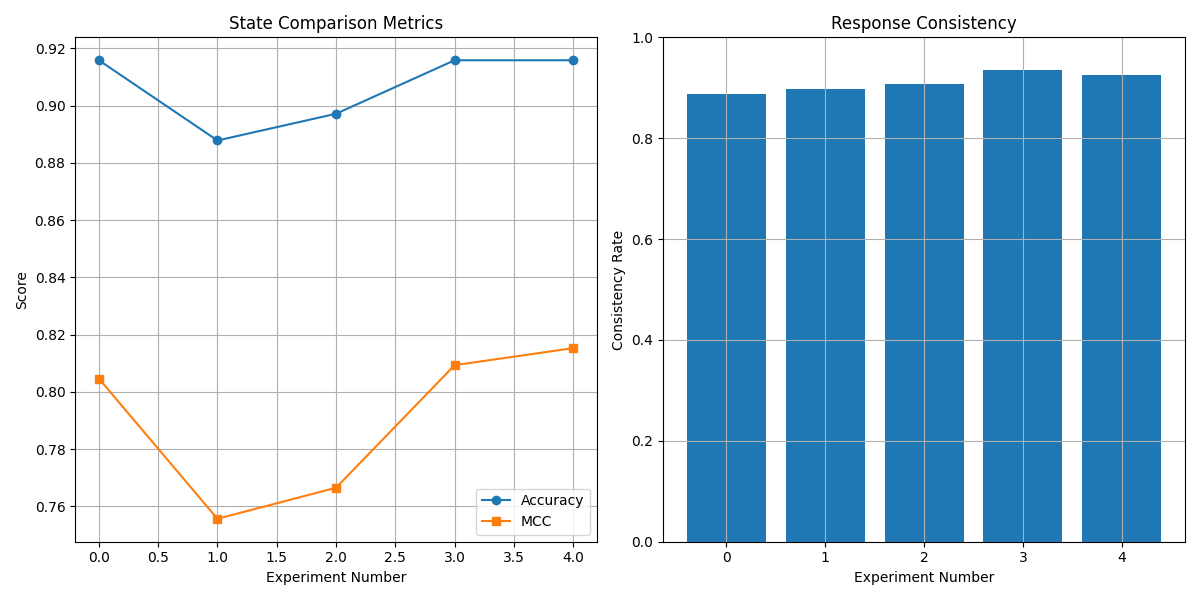 State Comparison Metrics
Score
0.92
0.90
0.88
0.86
0.84
0.82
0.80
0.78
0.76
Accuracy
MCC
0.0 0.5 1.0 1.5 2.0 2.5 3.0 3.5 4.0
Experiment Number
Response Consistency
Consistency Rate
1.0
0.8
0.6
0.4
0.2
0.0
0 1 2 3 4
Experiment Number